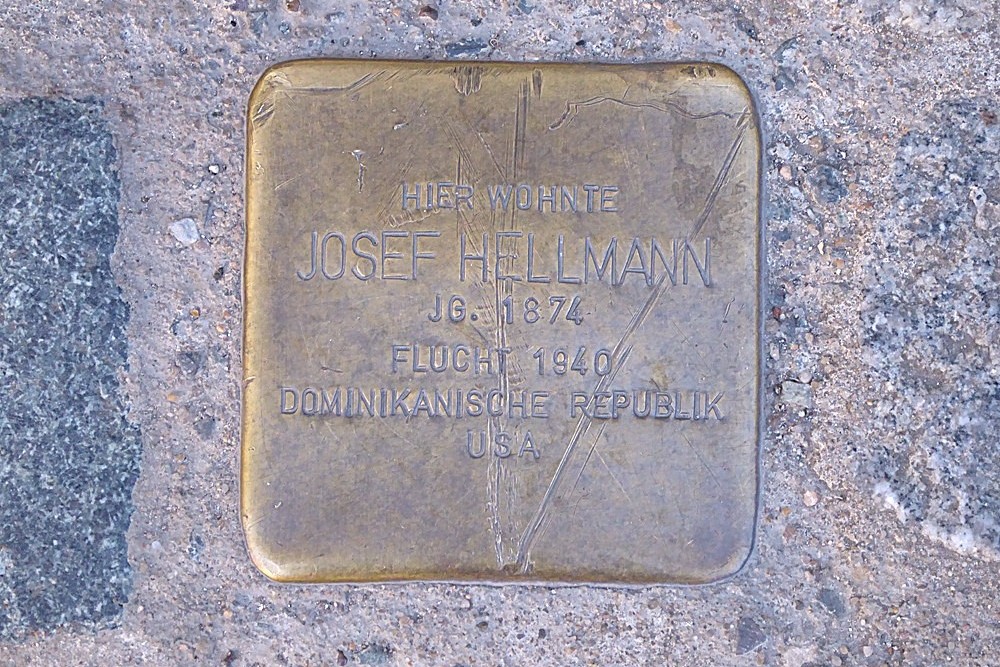 HIER WOHNTE
JOSEF HELLMANN
JG. 1874
FLUCHT 1940
DOMINIKANISCHE REPUBLIK
USA